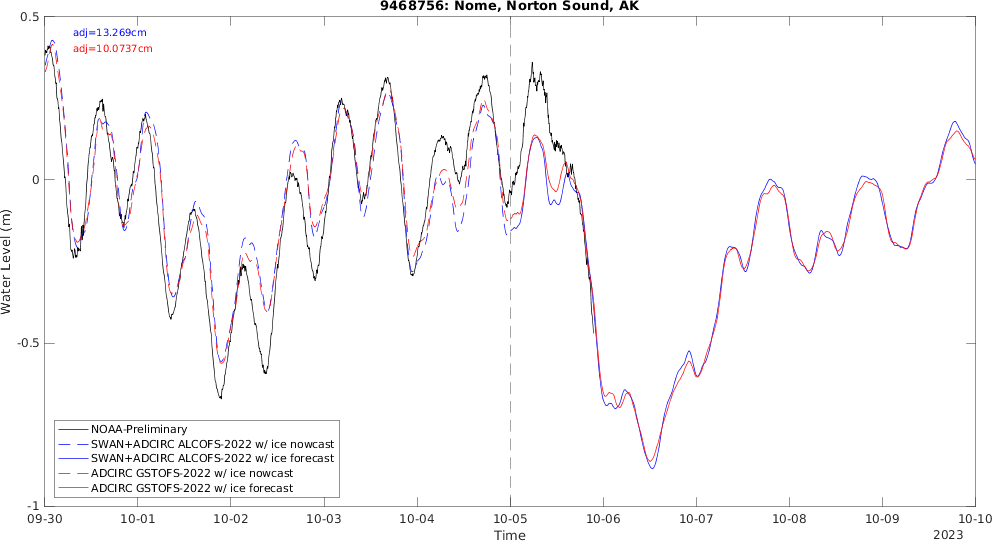 9468756: Nome, Norton Sound, AK
adj=13.269cm
adj=10.0737cm
0.5
0
-0.5
-1
Water Level (m)
NOAA-Preliminary
SWAN+ADCIRC ALCOFS-2022 w/ ice nowcast
SWAN+ADCIRC ALCOFS-2022 w/ ice forecast
ADCIRC GSTOFS-2022 w/ ice nowcast
ADCIRC GSTOFS-2022 w/ ice forecast
09-30 10-01 10-02 10-03 10-04 10-05 10-06 10-07 10-08 10-09 10-10
Time
2023